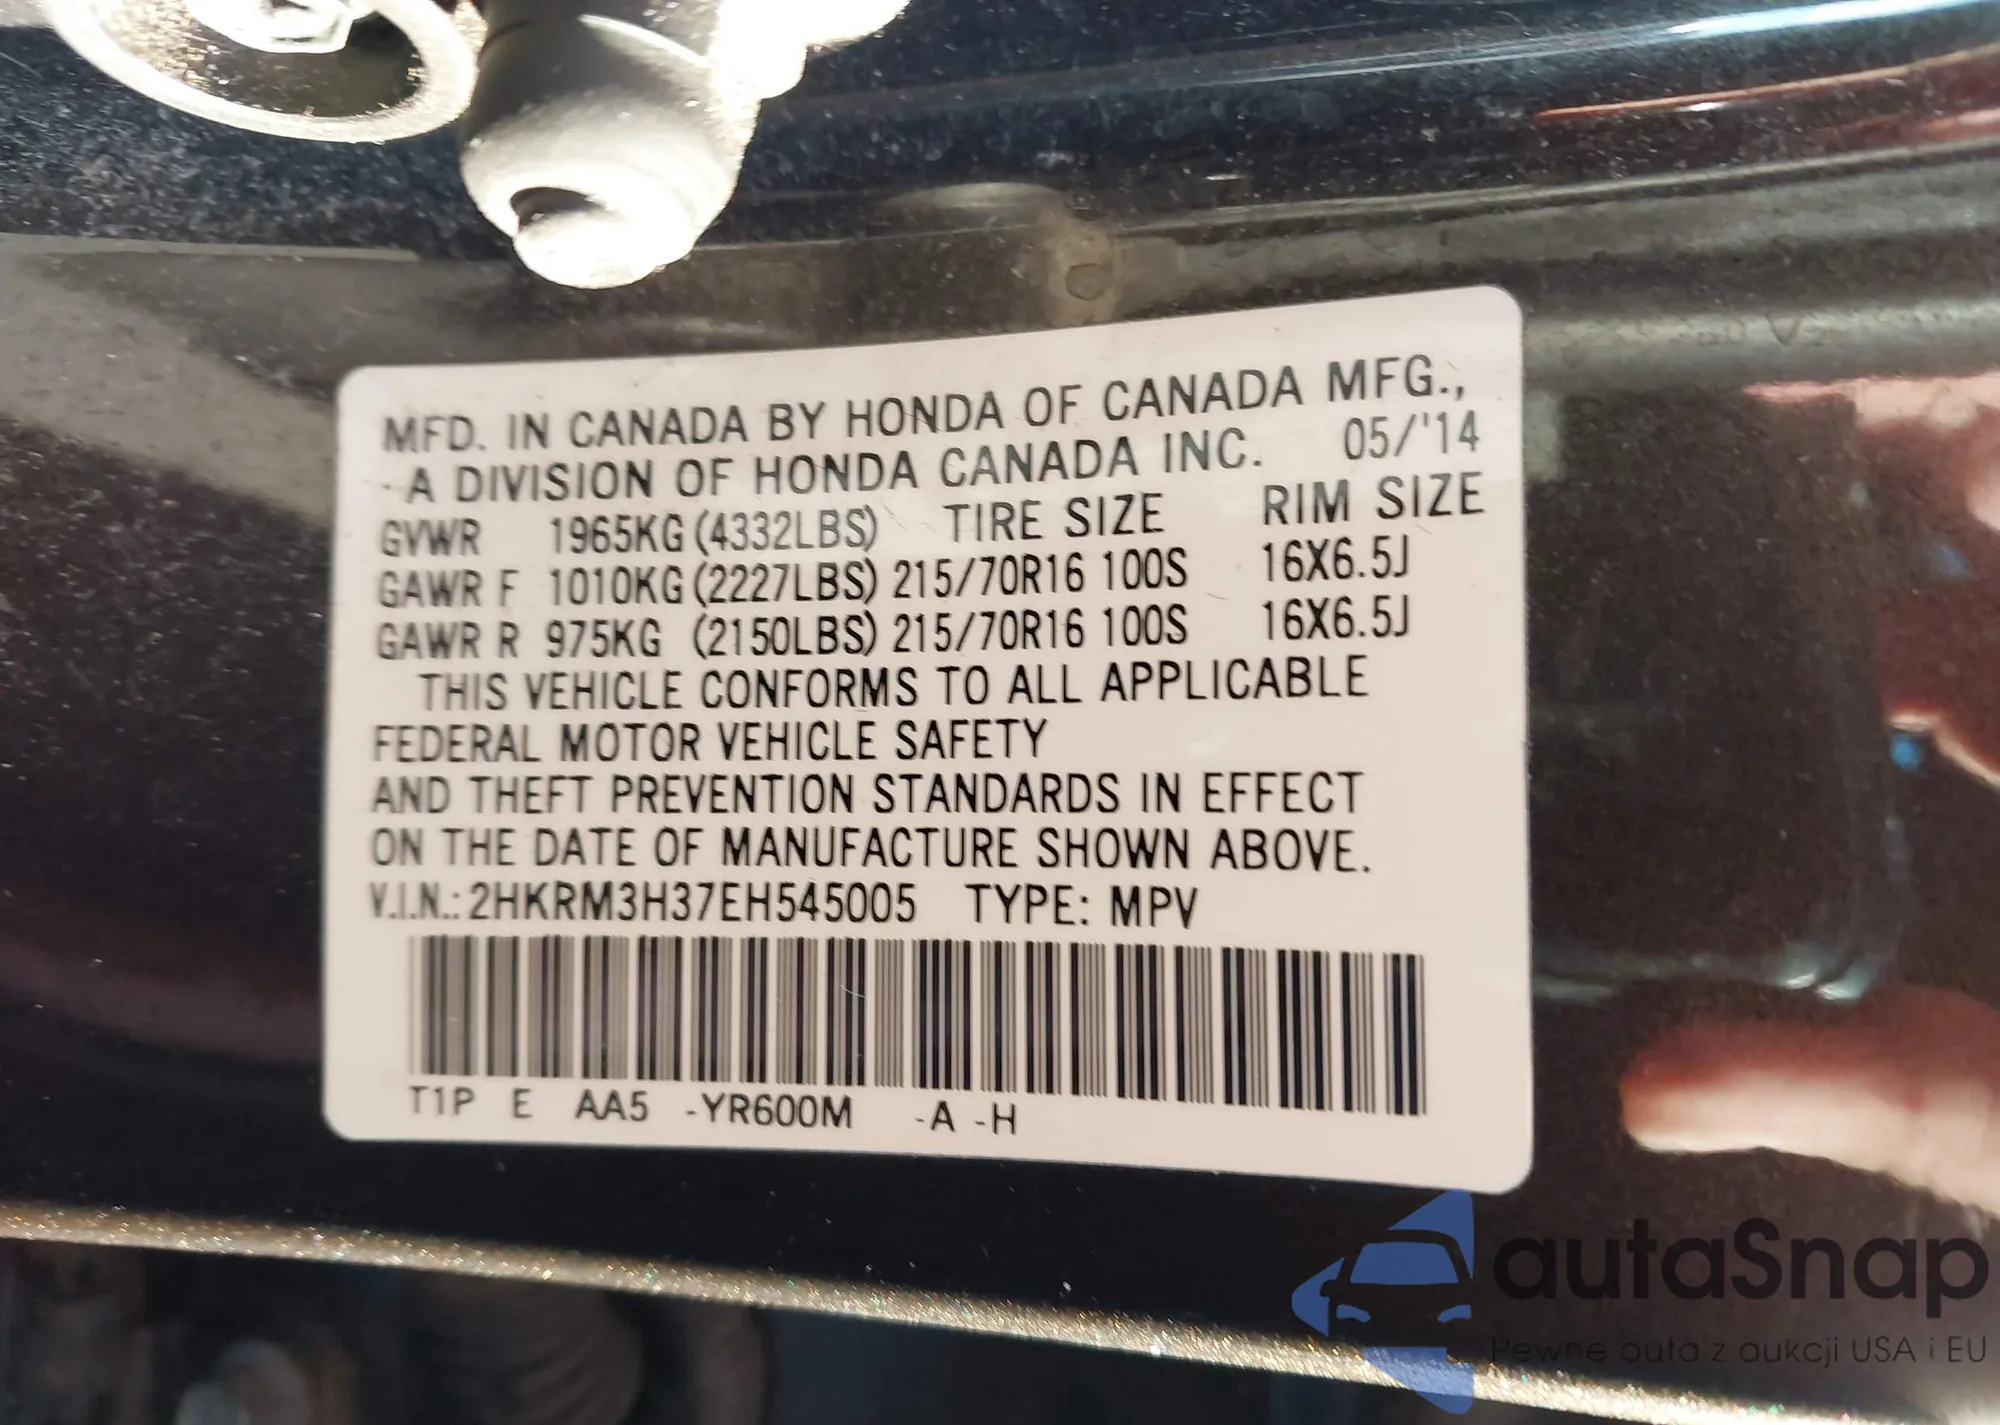 MFD. IN CANADA BY HONDA OF CANADA MFG.,
A DIVISION OF HONDA CANADA INC. 05/'14
GVWR 1965KG (4332LBS) TIRE SIZE RIM SIZE
GAWR F 1010KG (2227LBS) 215/70R16 100S 16X6.5J
GAWR R 975KG (2150LBS) 215/70R16 100S 16X6.5J
THIS VEHICLE CONFORMS TO ALL APPLICABLE
FEDERAL MOTOR VEHICLE SAFETY
AND THEFT PREVENTION STANDARDS IN EFFECT
ON THE DATE OF MANUFACTURE SHOWN ABOVE.
V.I.N.: 2HKRM3H37EH545005 TYPE: MPV
T1P E AA5 -YR600M -A -H
autaSnap
Pewne auta z aukcji USA i EU